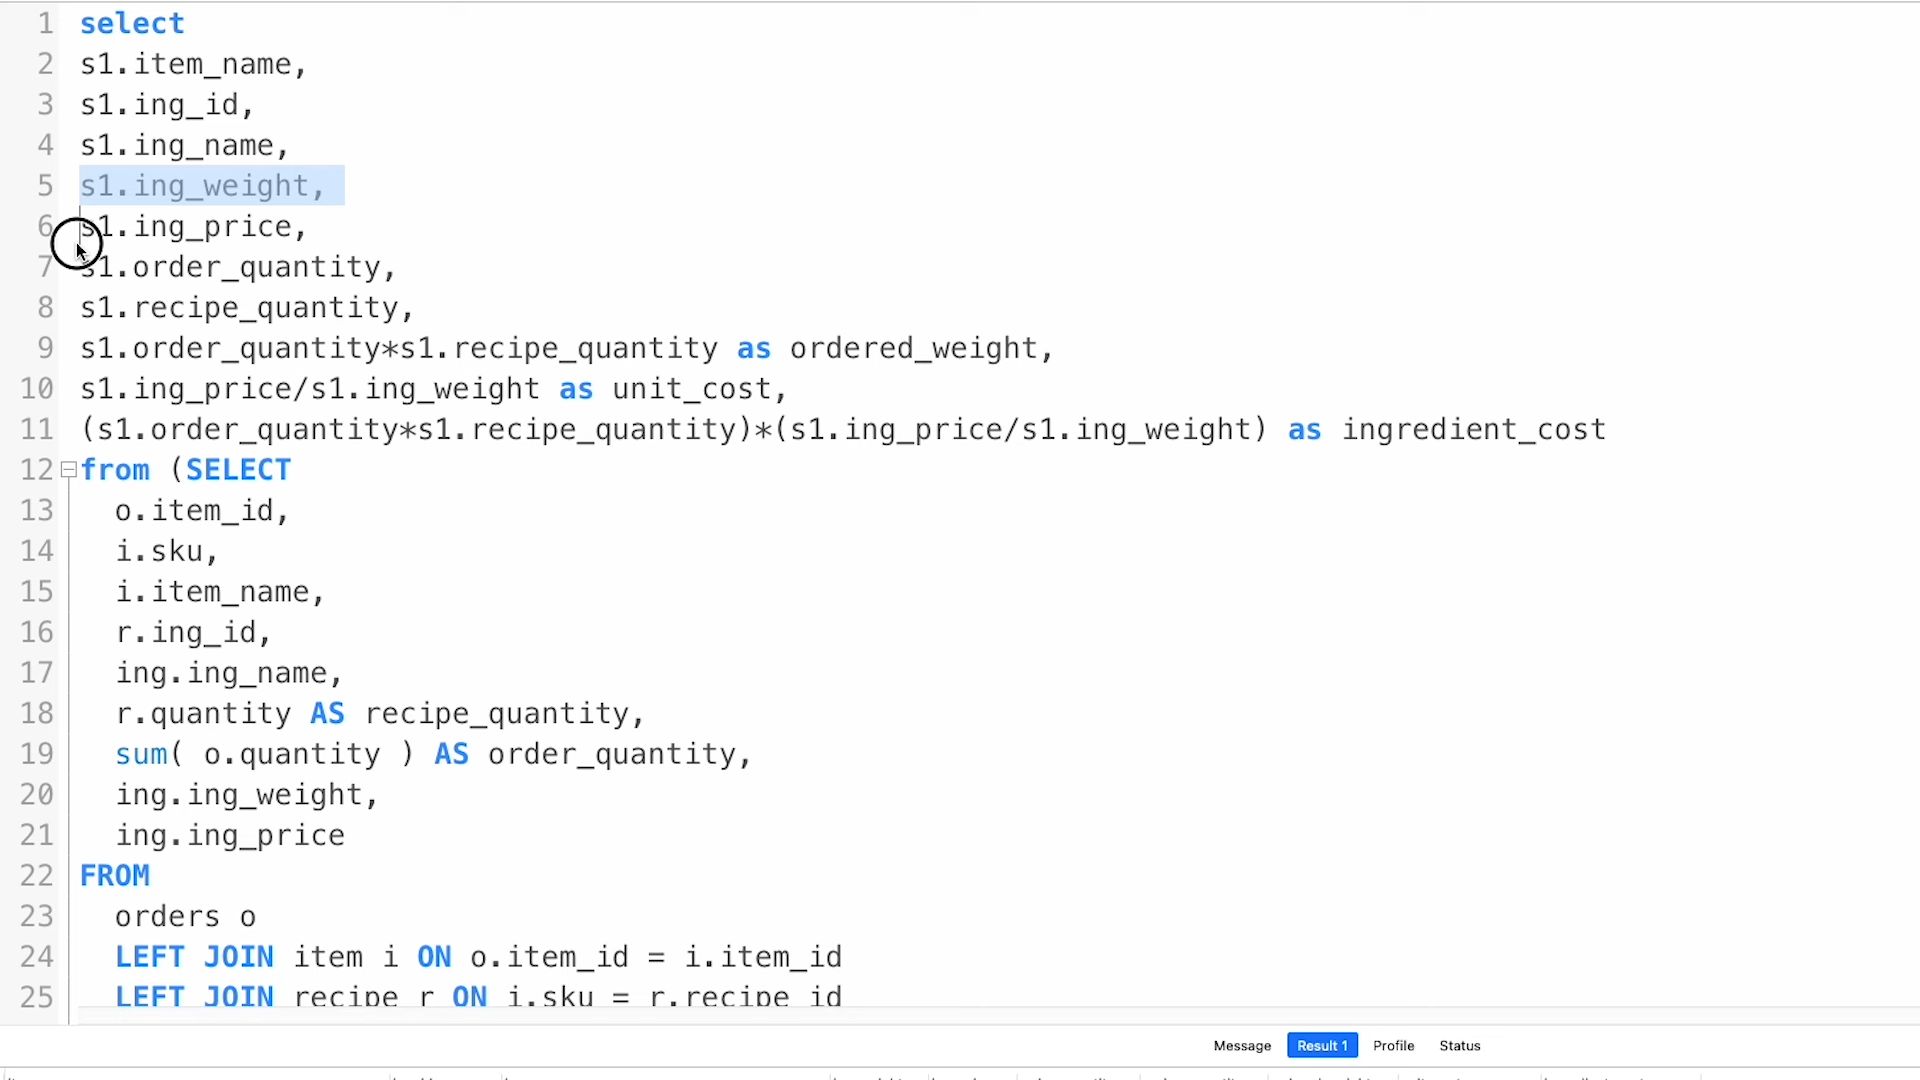 1 select
2 s1.item_name,
3 s1.ing_id,
4 s1.ing_name,
5 s1.ing_weight,
6 s1.ing_price,
7 s1.order_quantity,
8 s1.recipe_quantity,
9 s1.order_quantity*s1.recipe_quantity as ordered_weight,
10 s1.ing_price/s1.ing_weight as unit_cost,
11 (s1.order_quantity*s1.recipe_quantity)*(s1.ing_price/s1.ing_weight) as ingredient_cost
12 from (SELECT
13 o.item_id,
14 i.sku,
15 i.item_name,
16 r.ing_id,
17 ing.ing_name,
18 r.quantity AS recipe_quantity,
19 sum( o.quantity ) AS order_quantity,
20 ing.ing_weight,
21 ing.ing_price
22 FROM
23 orders o
24 LEFT JOIN item i ON o.item_id = i.item_id
25 LEFT JOIN recipe r ON i.sku = r.recipe_id
Message Result 1 Profile Status